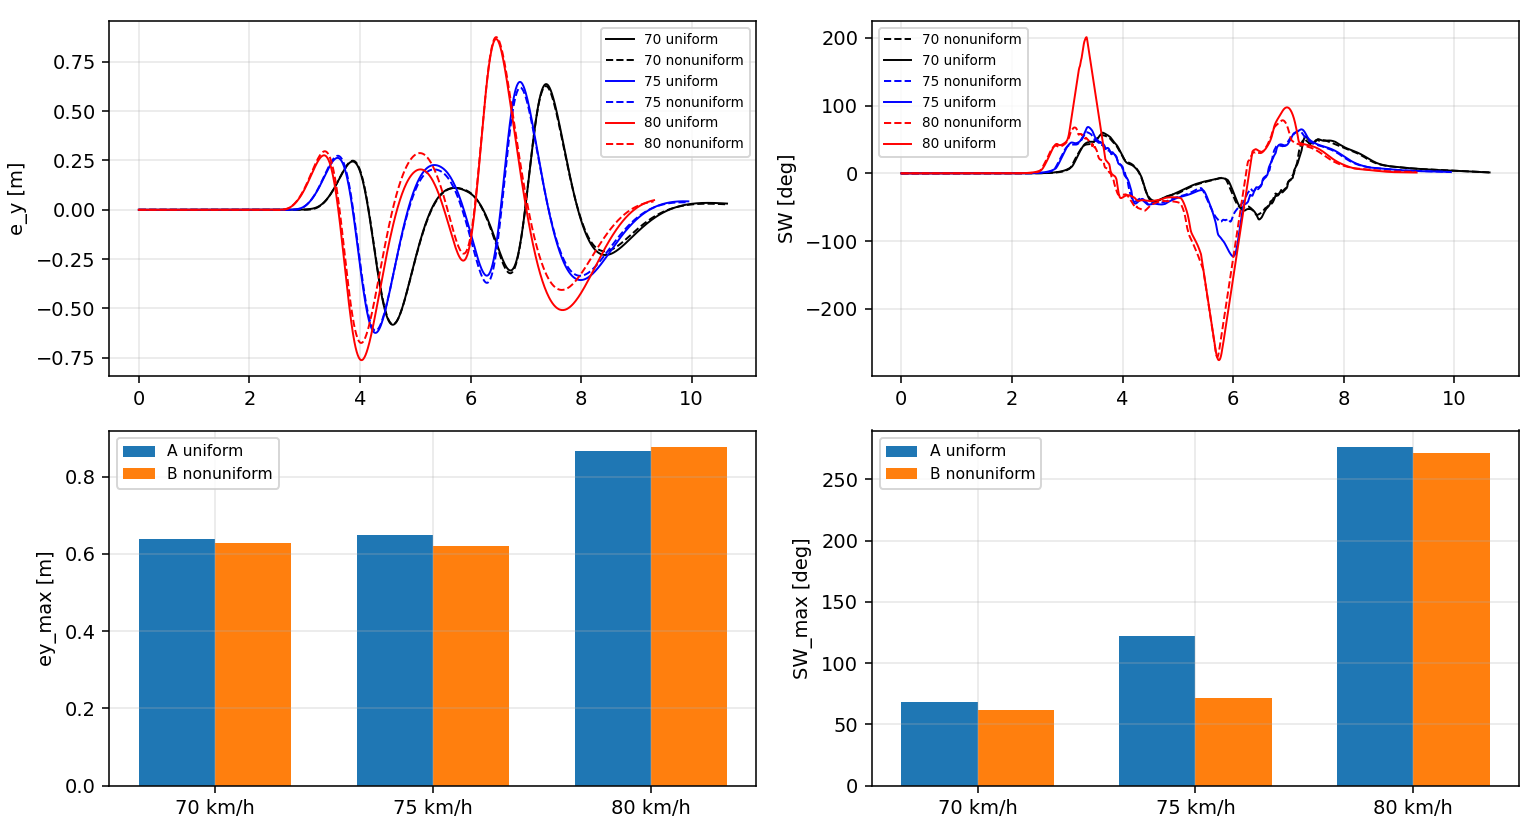 e_y [m]
0.75
0.50
0.25
0.00
−0.25
−0.50
−0.75
0 2 4 6 8 10
70 uniform
70 nonuniform
75 uniform
75 nonuniform
80 uniform
80 nonuniform
SW [deg]
200
100
0
−100
−200
0 2 4 6 8 10
70 nonuniform
70 uniform
75 nonuniform
75 uniform
80 nonuniform
80 uniform
ey_max [m]
0.8
0.6
0.4
0.2
0.0
70 km/h 75 km/h 80 km/h
A uniform
B nonuniform
SW_max [deg]
250
200
150
100
50
0
70 km/h 75 km/h 80 km/h
A uniform
B nonuniform